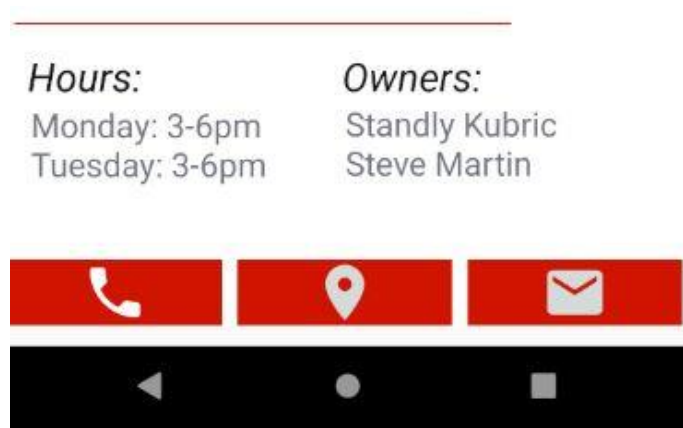 Hours:
Monday: 3-6pm
Tuesday: 3-6pm
Owners:
Standly Kubric
Steve Martin